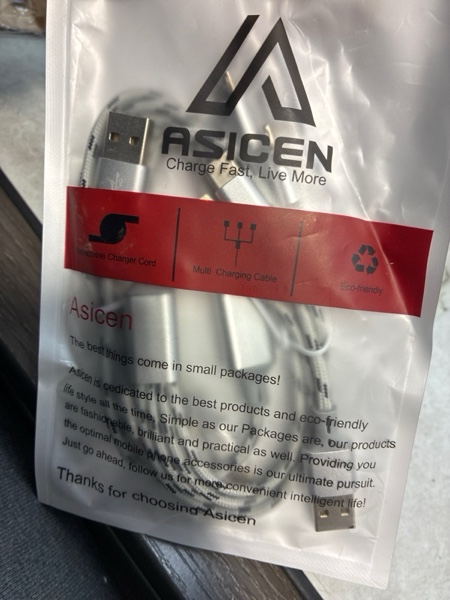 ASICEN
Charge Fast, Live More
Charger Cord
Multi Charging Cable
Eco-friendly
Asicen
The best things come in small packages!
Asicen is dedicated to the best products and eco-friendly
life style all the time. Simple as our Packages are, our products
are fashionable, brilliant and practical as well. Providing you
the optimal mobile phone accessories is our ultimate pursuit.
Just go ahead, follow us for more convenient intelligent life!
Thanks for choosing Asicen